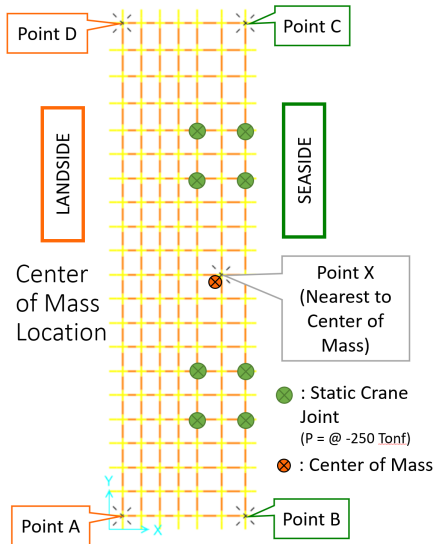 Point D
Point C
LANDSIDE
SEASIDE
Center
of Mass
Location
Point X
(Nearest to
Center of
Mass)
: Static Crane
Joint
(P = @ -250 Tonf)
: Center of Mass
Y
X
Point A
Point B